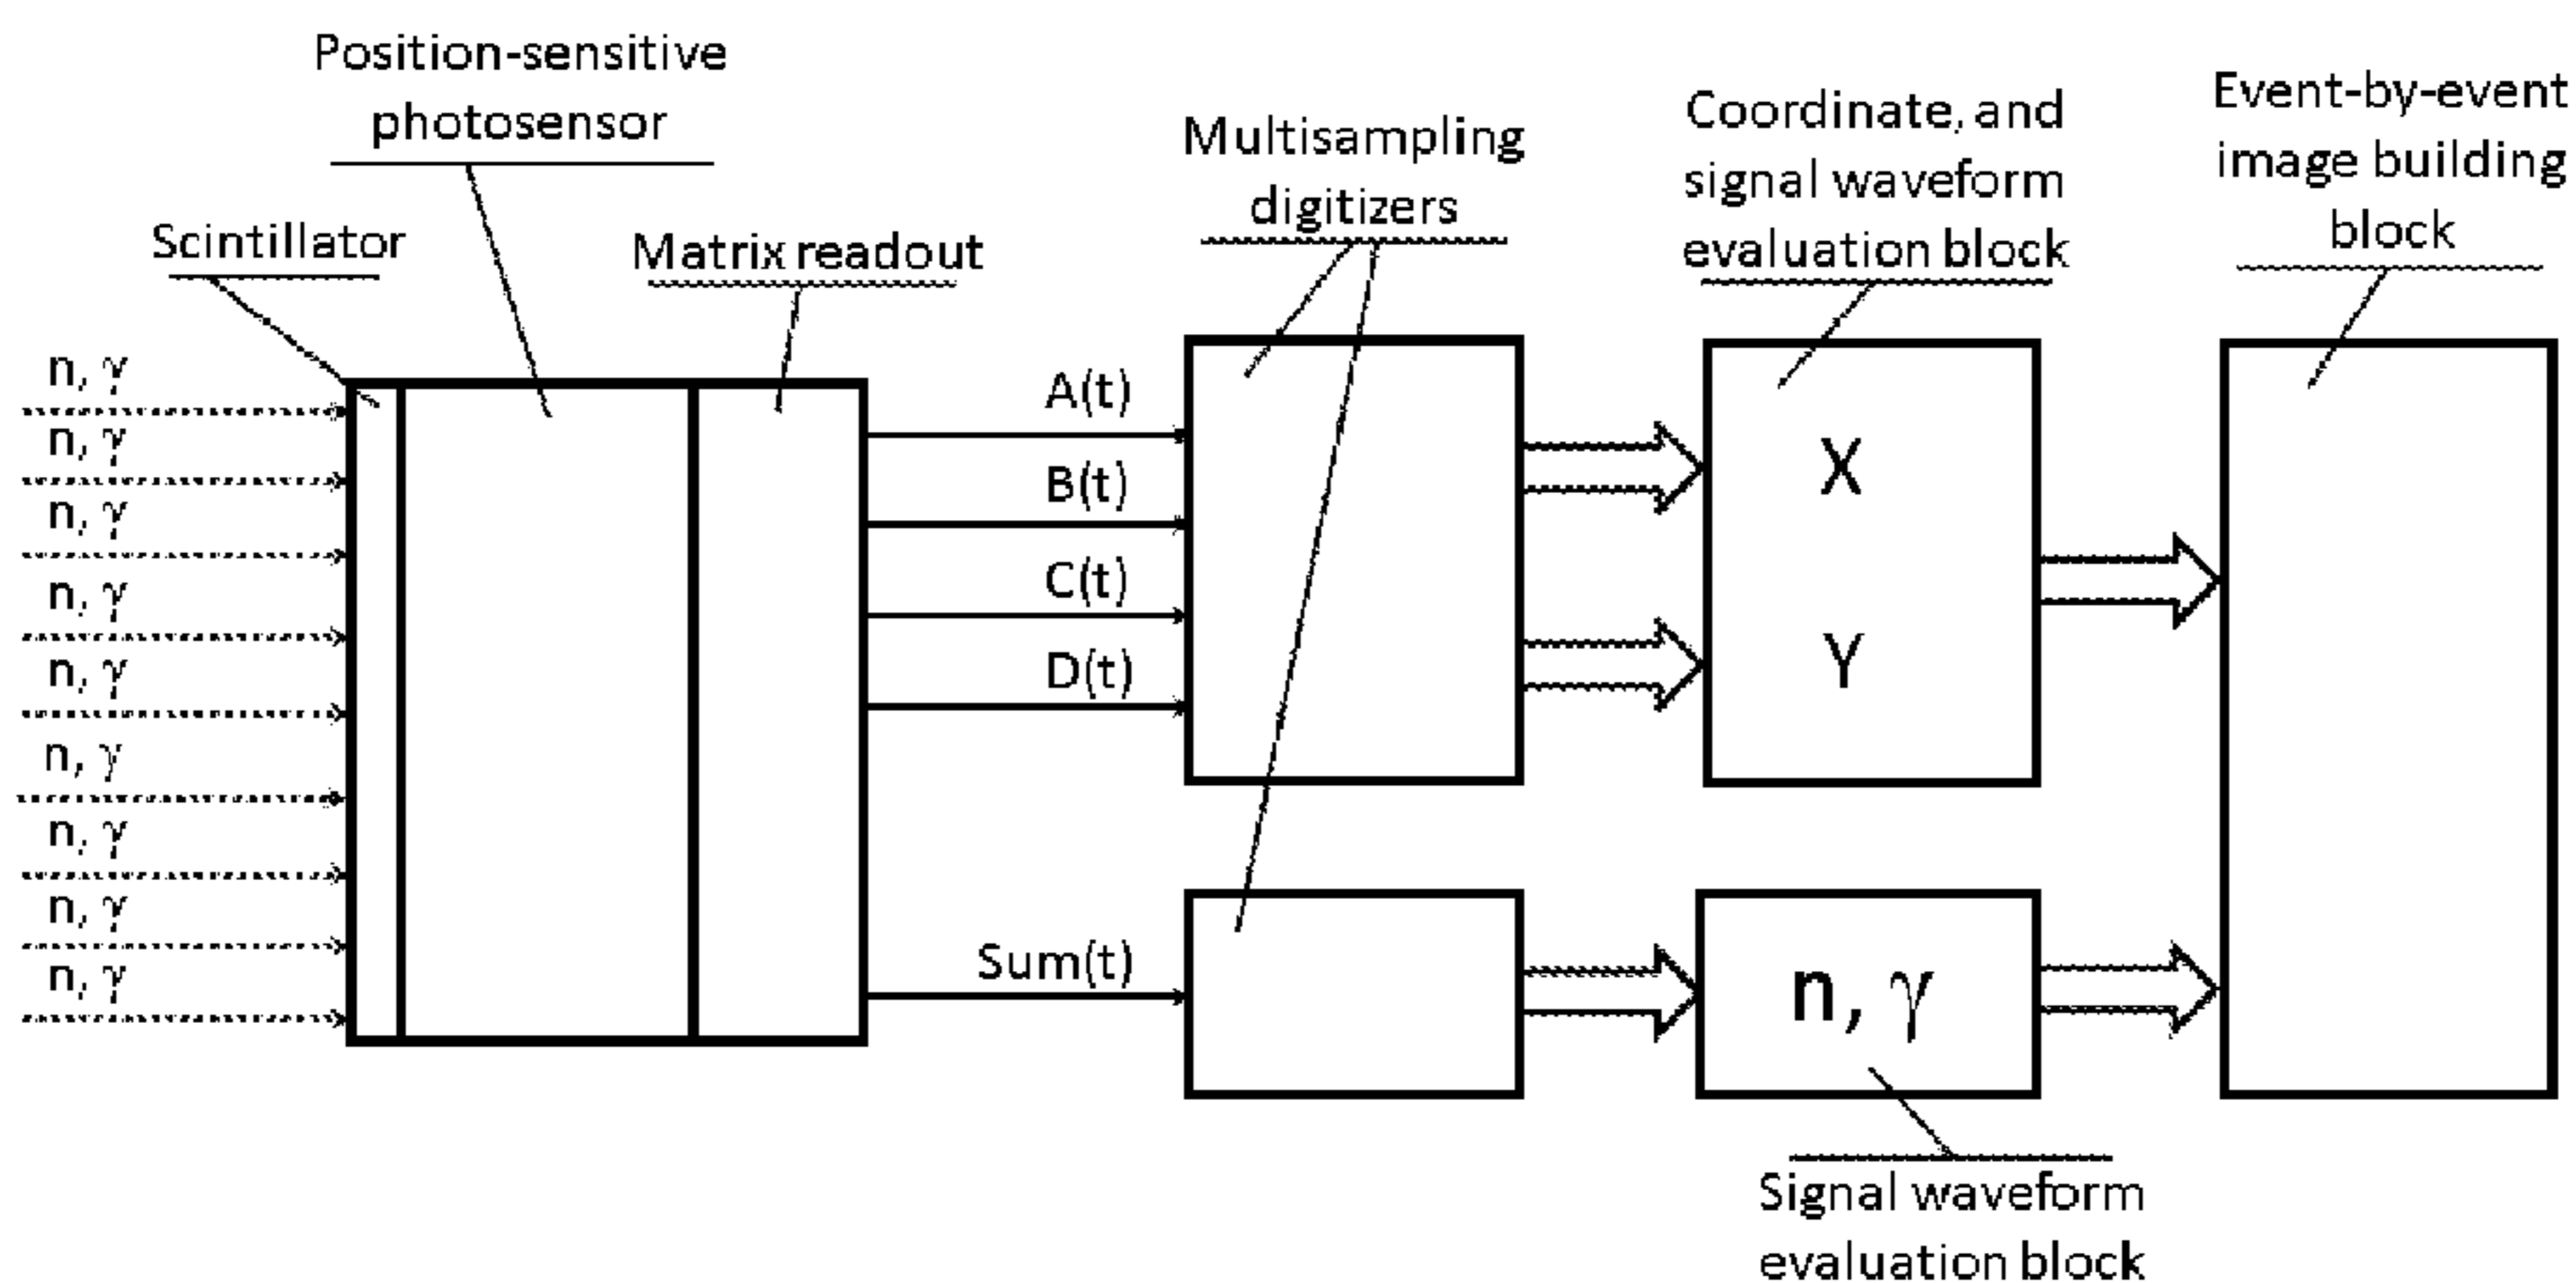 Position-sensitive
photosensor
Scintillator
Matrix readout
Multisampling
digitizers
Coordinate, and
signal waveform
evaluation block
Event-by-event
image building
block
n, γ
n, γ
n, γ
n, γ
n, γ
n, γ
n, γ
n, γ
n, γ
A(t)
B(t)
C(t)
D(t)
Sum(t)
X
Y
n, γ
Signal waveform
evaluation block